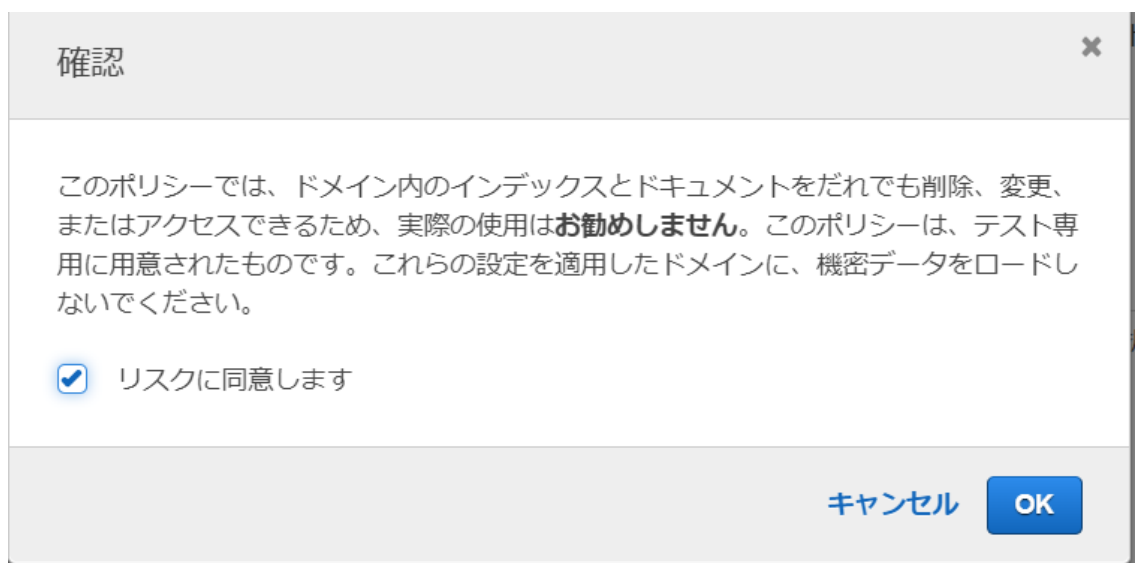 確認
このポリシーでは、ドメイン内のインデックスとドキュメントをだれでも削除、変更、
またはアクセスできるため、実際の使用はお勧めしません。このポリシーは、テスト専
用に用意されたものです。これらの設定を適用したドメインに、機密データをロードし
ないでください。
リスクに同意します
キャンセル OK